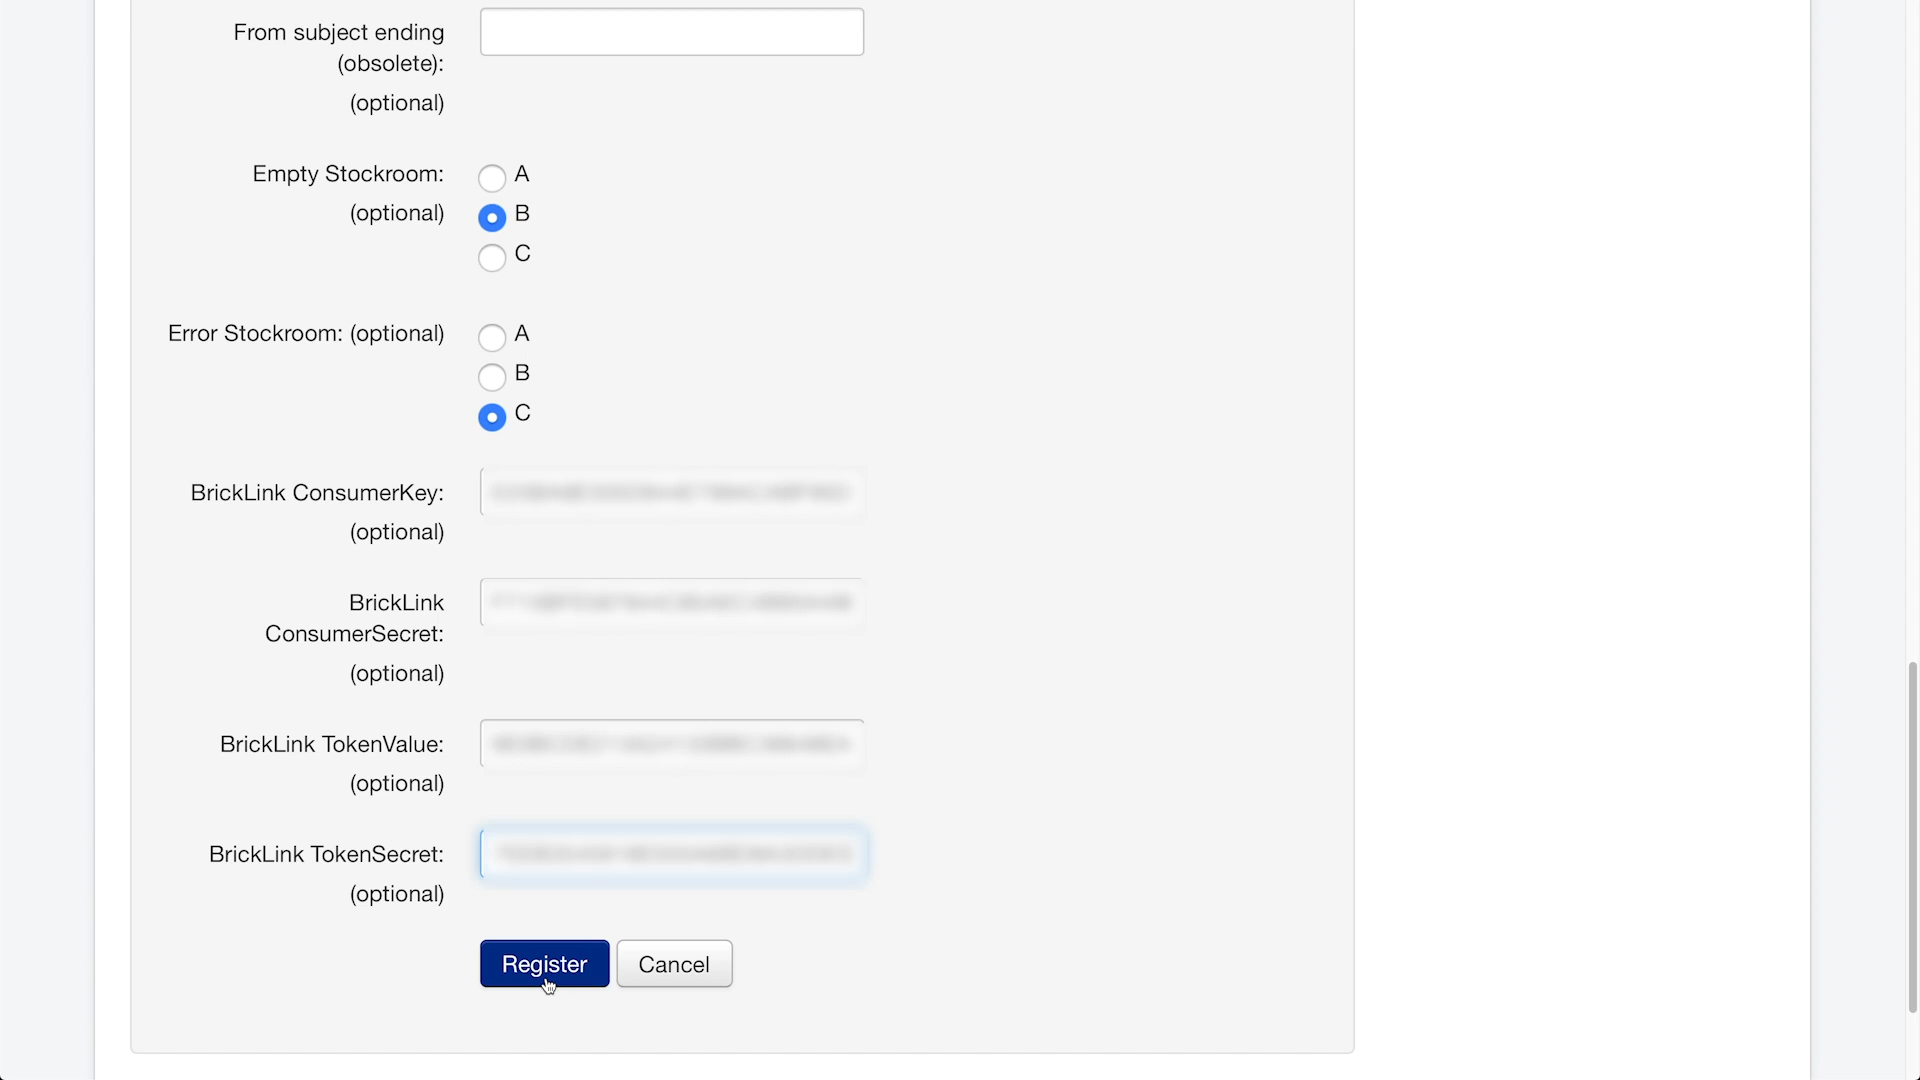 From subject ending
(obsolete):
(optional)
Empty Stockroom:
(optional)
A
B
C
Error Stockroom: (optional)
A
B
C
BrickLink ConsumerKey:
(optional)
BrickLink
ConsumerSecret:
(optional)
BrickLink TokenValue:
(optional)
BrickLink TokenSecret:
(optional)
Register
Cancel